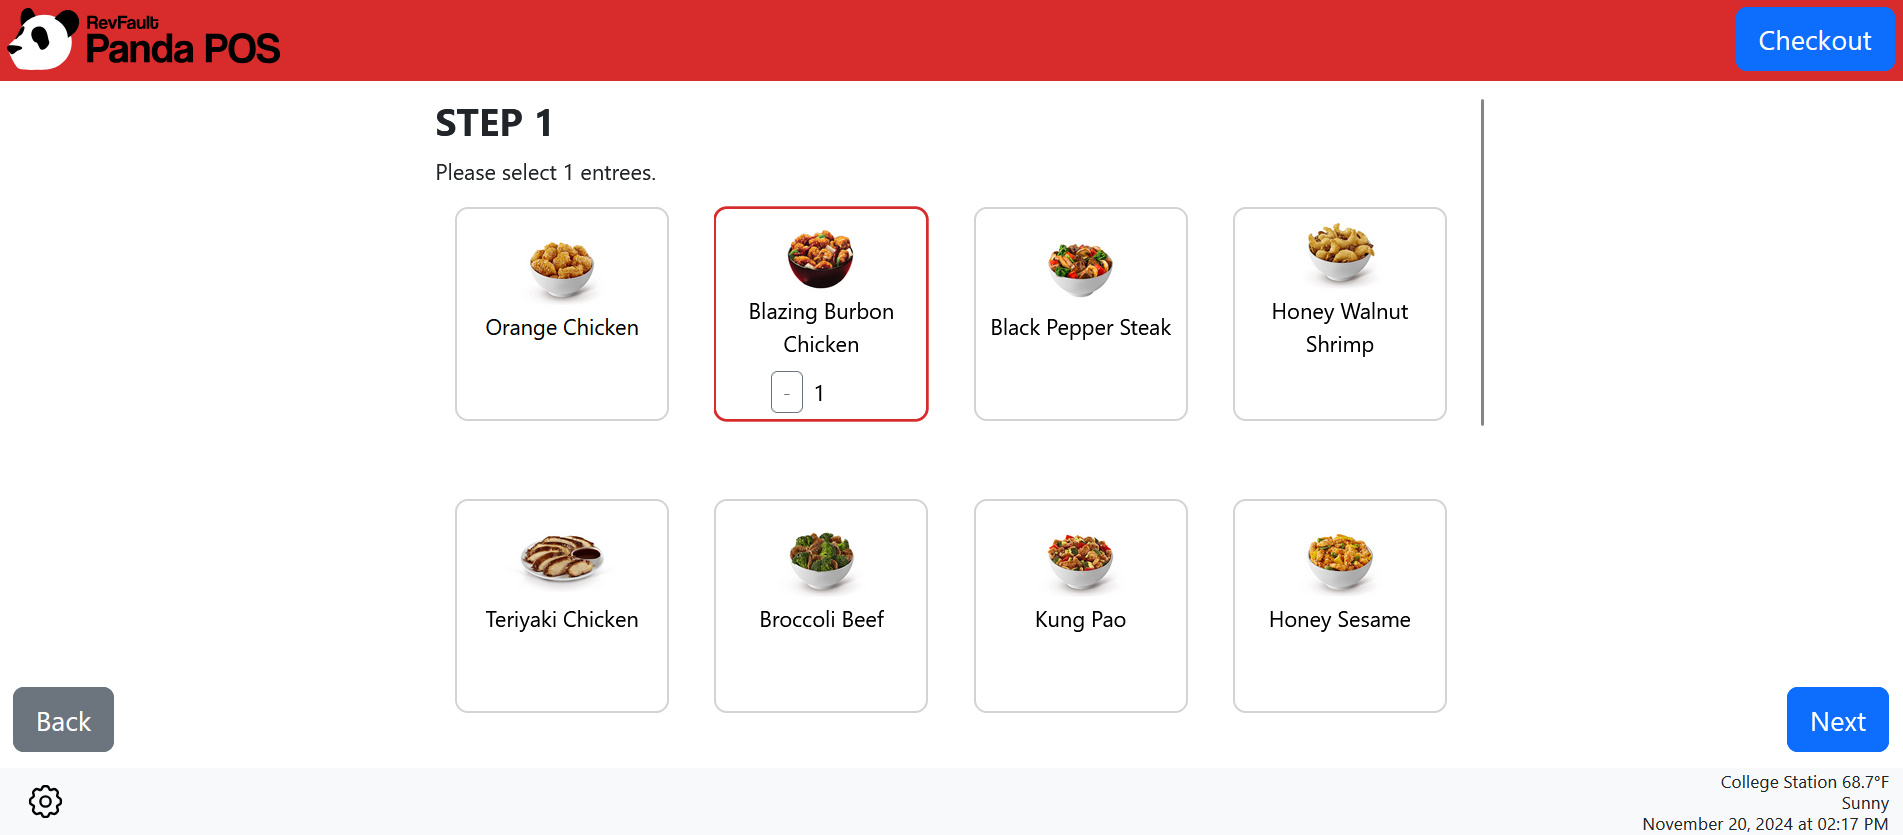 RevFault
Panda POS
Checkout
STEP 1
Please select 1 entrees.
Orange Chicken
Blazing Burbon
Chicken
- 1
Black Pepper Steak
Honey Walnut
Shrimp
Teriyaki Chicken
Broccoli Beef
Kung Pao
Honey Sesame
Back
Next
College Station 68.7°F
Sunny
November 20, 2024 at 02:17 PM